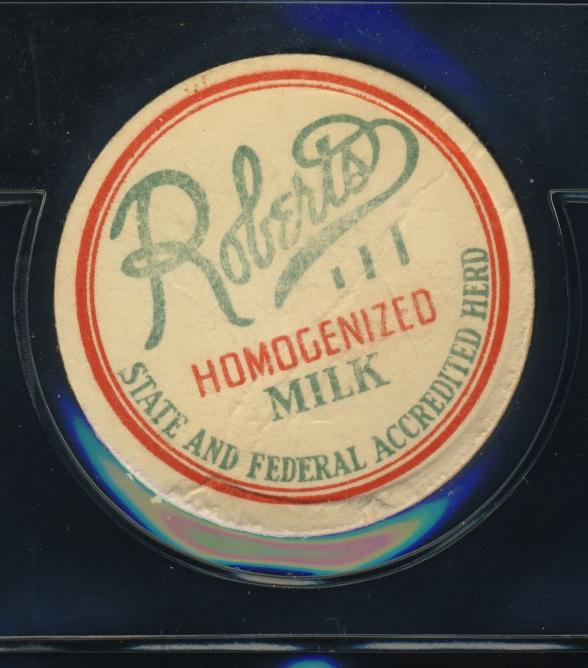 Roberts
HOMOGENIZED
MILK
STATE AND FEDERAL ACCREDITED HERD